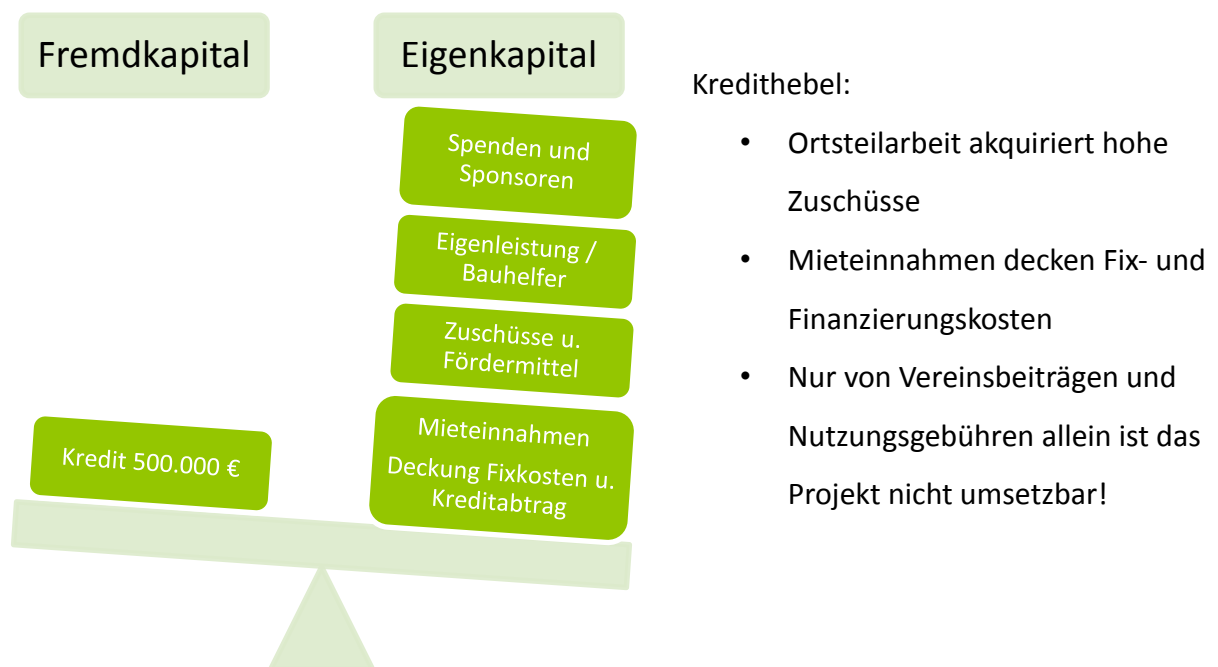 Fremdkapital
Eigenkapital
Spenden und
Sponsoren
Eigenleistung /
Bauhelfer
Zuschüsse u.
Fördermittel
Mieteinnahmen
Deckung Fixkosten u.
Kreditabtrag
Kredit 500.000 €
Kredithebel:
• Ortsteilarbeit akquiriert hohe
Zuschüsse
• Mieteinnahmen decken Fix- und
Finanzierungskosten
• Nur von Vereinsbeiträgen und
Nutzungsgebühren allein ist das
Projekt nicht umsetzbar!